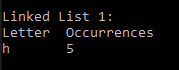 Linked List 1:
Letter  Occurrences
h       5